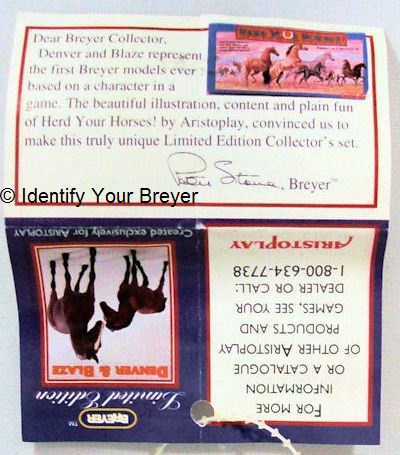 Dear Breyer Collector,
Denver and Blaze represent
the first Breyer models ever
based on a character in a
game. The beautiful illustration, content and plain fun
of Herd Your Horses! by Aristoplay, convinced us to
make this truly unique Limited Edition Collector's set.
Peter Stone, Breyer™
© Identify Your Breyer
BREYER ™
Limited Edition
DENVER & BLAZE
Created exclusively for ARISTOPLAY
FOR MORE
INFORMATION
OR A CATALOGUE
OF OTHER ARISTOPLAY
PRODUCTS AND
GAMES, SEE YOUR
DEALER OR CALL:
1-800-634-7738
ARISTOPLAY